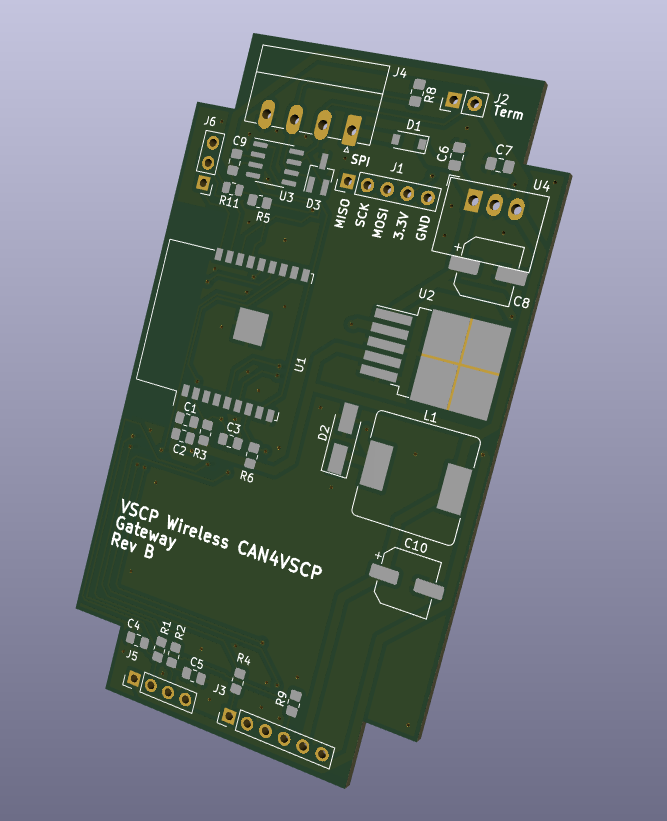 J4
R8
J2
Term
D1
J6
C9
SPI
J1
C6
C7
U4
R11
R5
U3
D3
MISO
SCK
MOSI
3.3V
GND
+
C8
U2
U1
L1
C1
C2
R3
C3
R6
D2
VSCP Wireless CAN4VSCP
Gateway
Rev B
C10
+
C4
R1
R2
J5
C5
R4
J3
R9